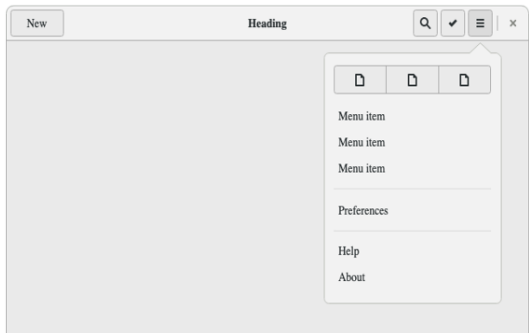 New
Heading
Menu item
Menu item
Menu item
Preferences
Help
About